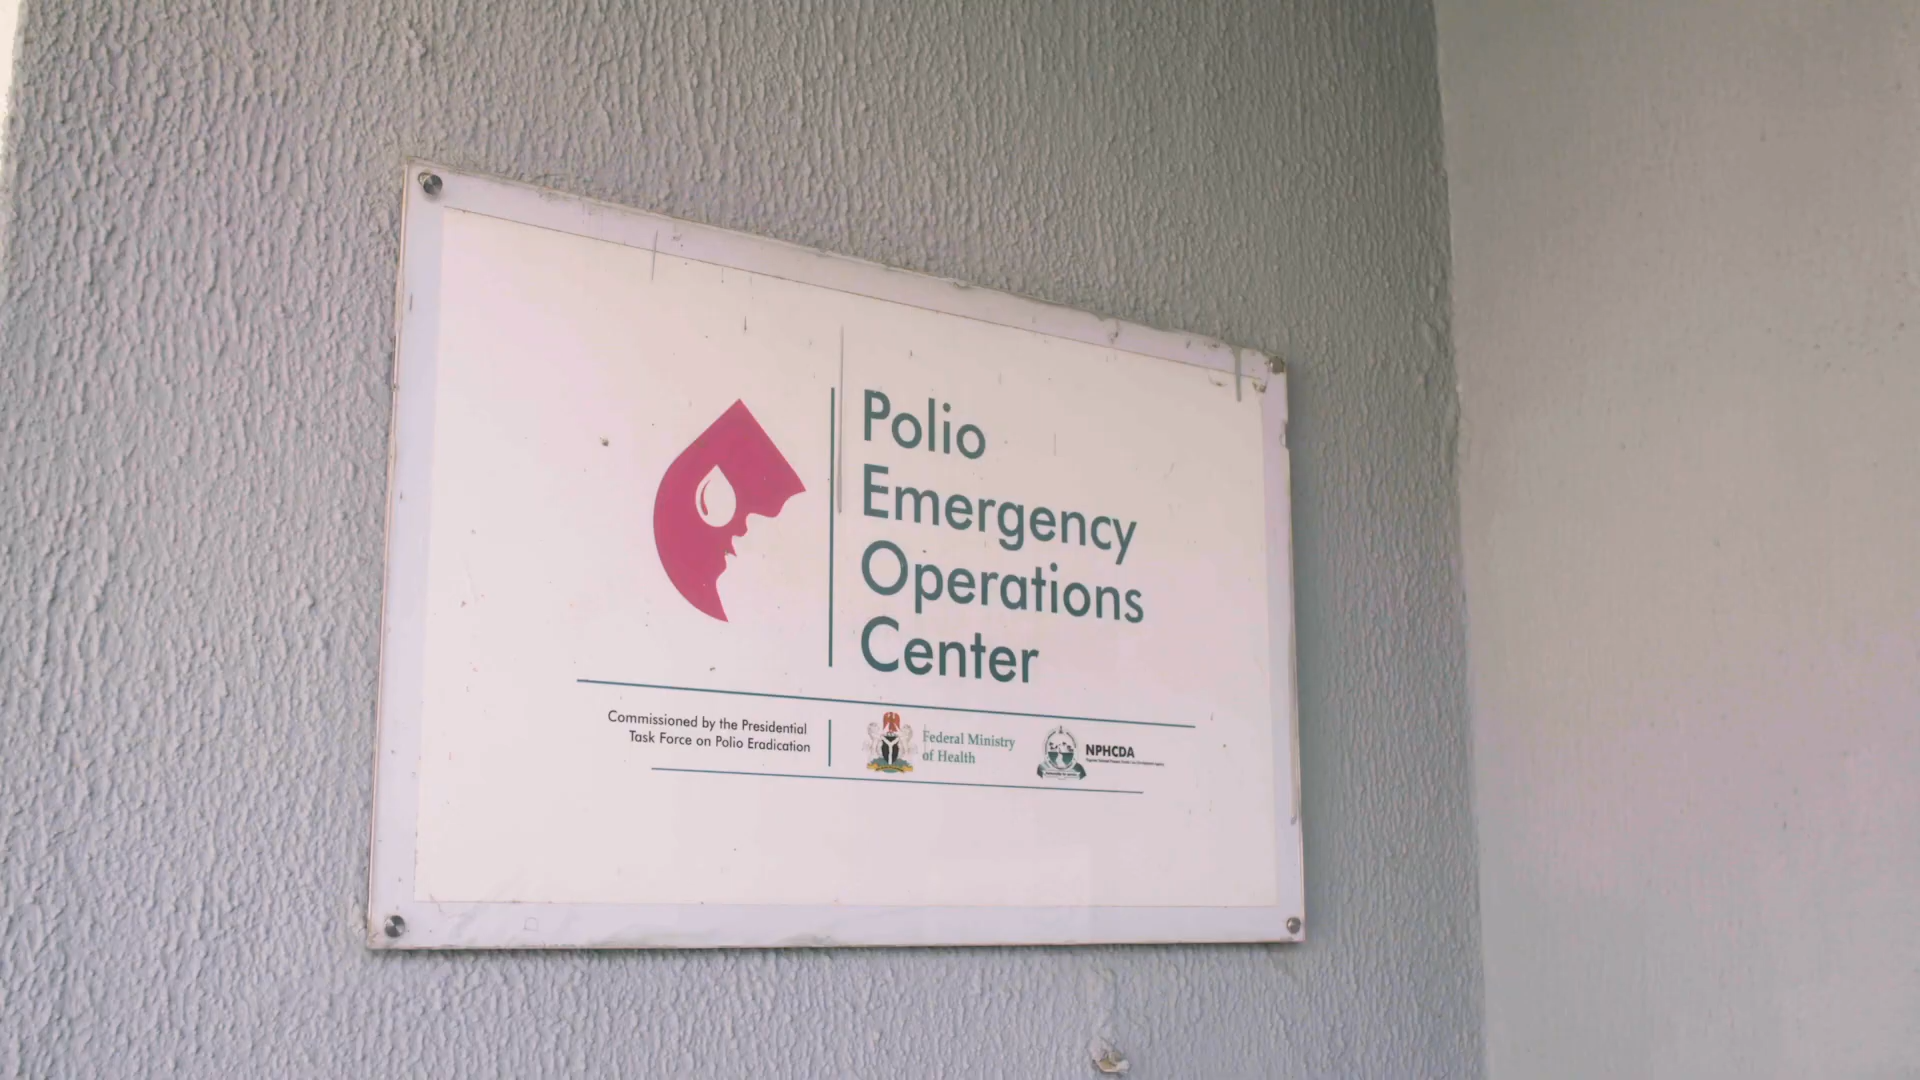 Polio
Emergency
Operations
Center
Commissioned by the Presidential
Task Force on Polio Eradication
Federal Ministry
of Health
NPHCDA